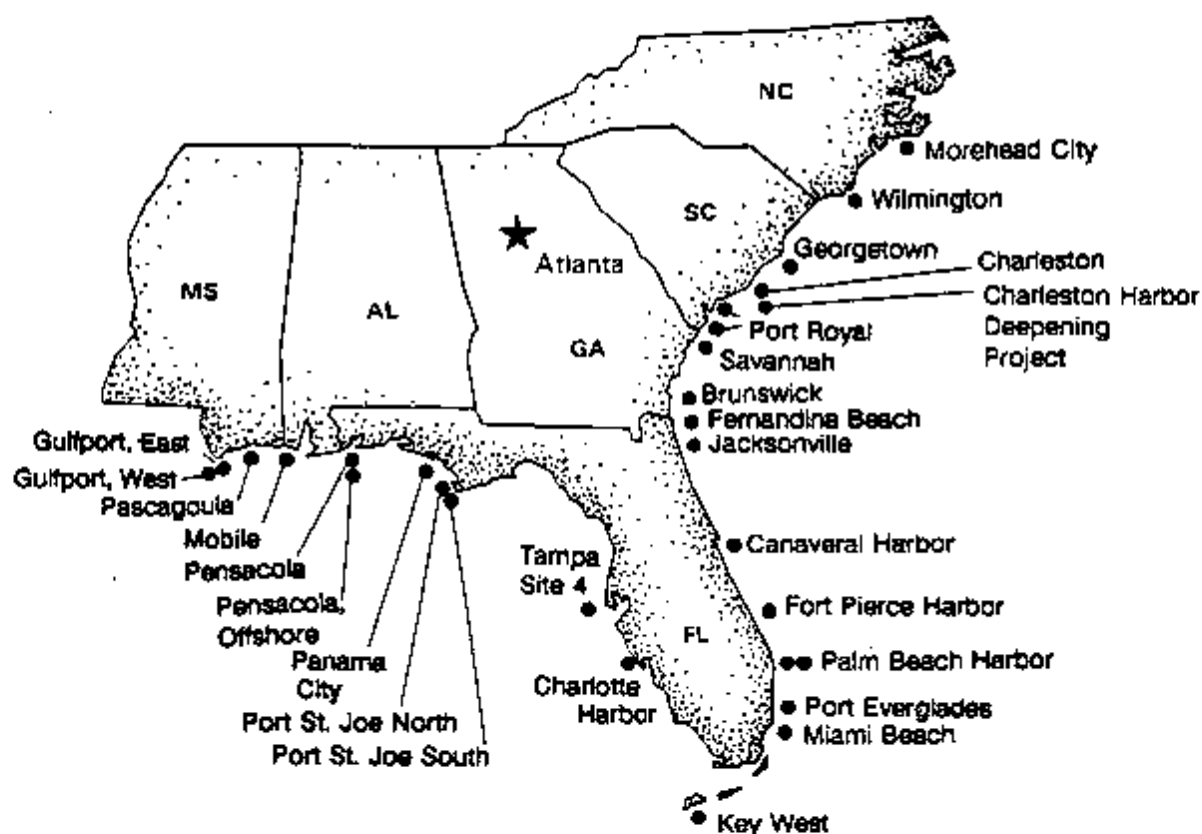 NC
Morehead City
Wilmington
SC
Georgetown
Atlanta
Charleston
MS
AL
Charleston Harbor
Deepening
Project
Port Royal
GA
Savannah
Brunswick
Fernandina Beach
Jacksonville
Gulfport, East
Gulfport, West
Pascagoula
Mobile
Pensacola
Pensacola,
Offshore
Panama
City
Port St. Joe North
Port St. Joe South
Tampa
Site 4
Canaveral Harbor
Fort Pierce Harbor
FL
Charlotte
Harbor
Palm Beach Harbor
Port Everglades
Miami Beach
Key West